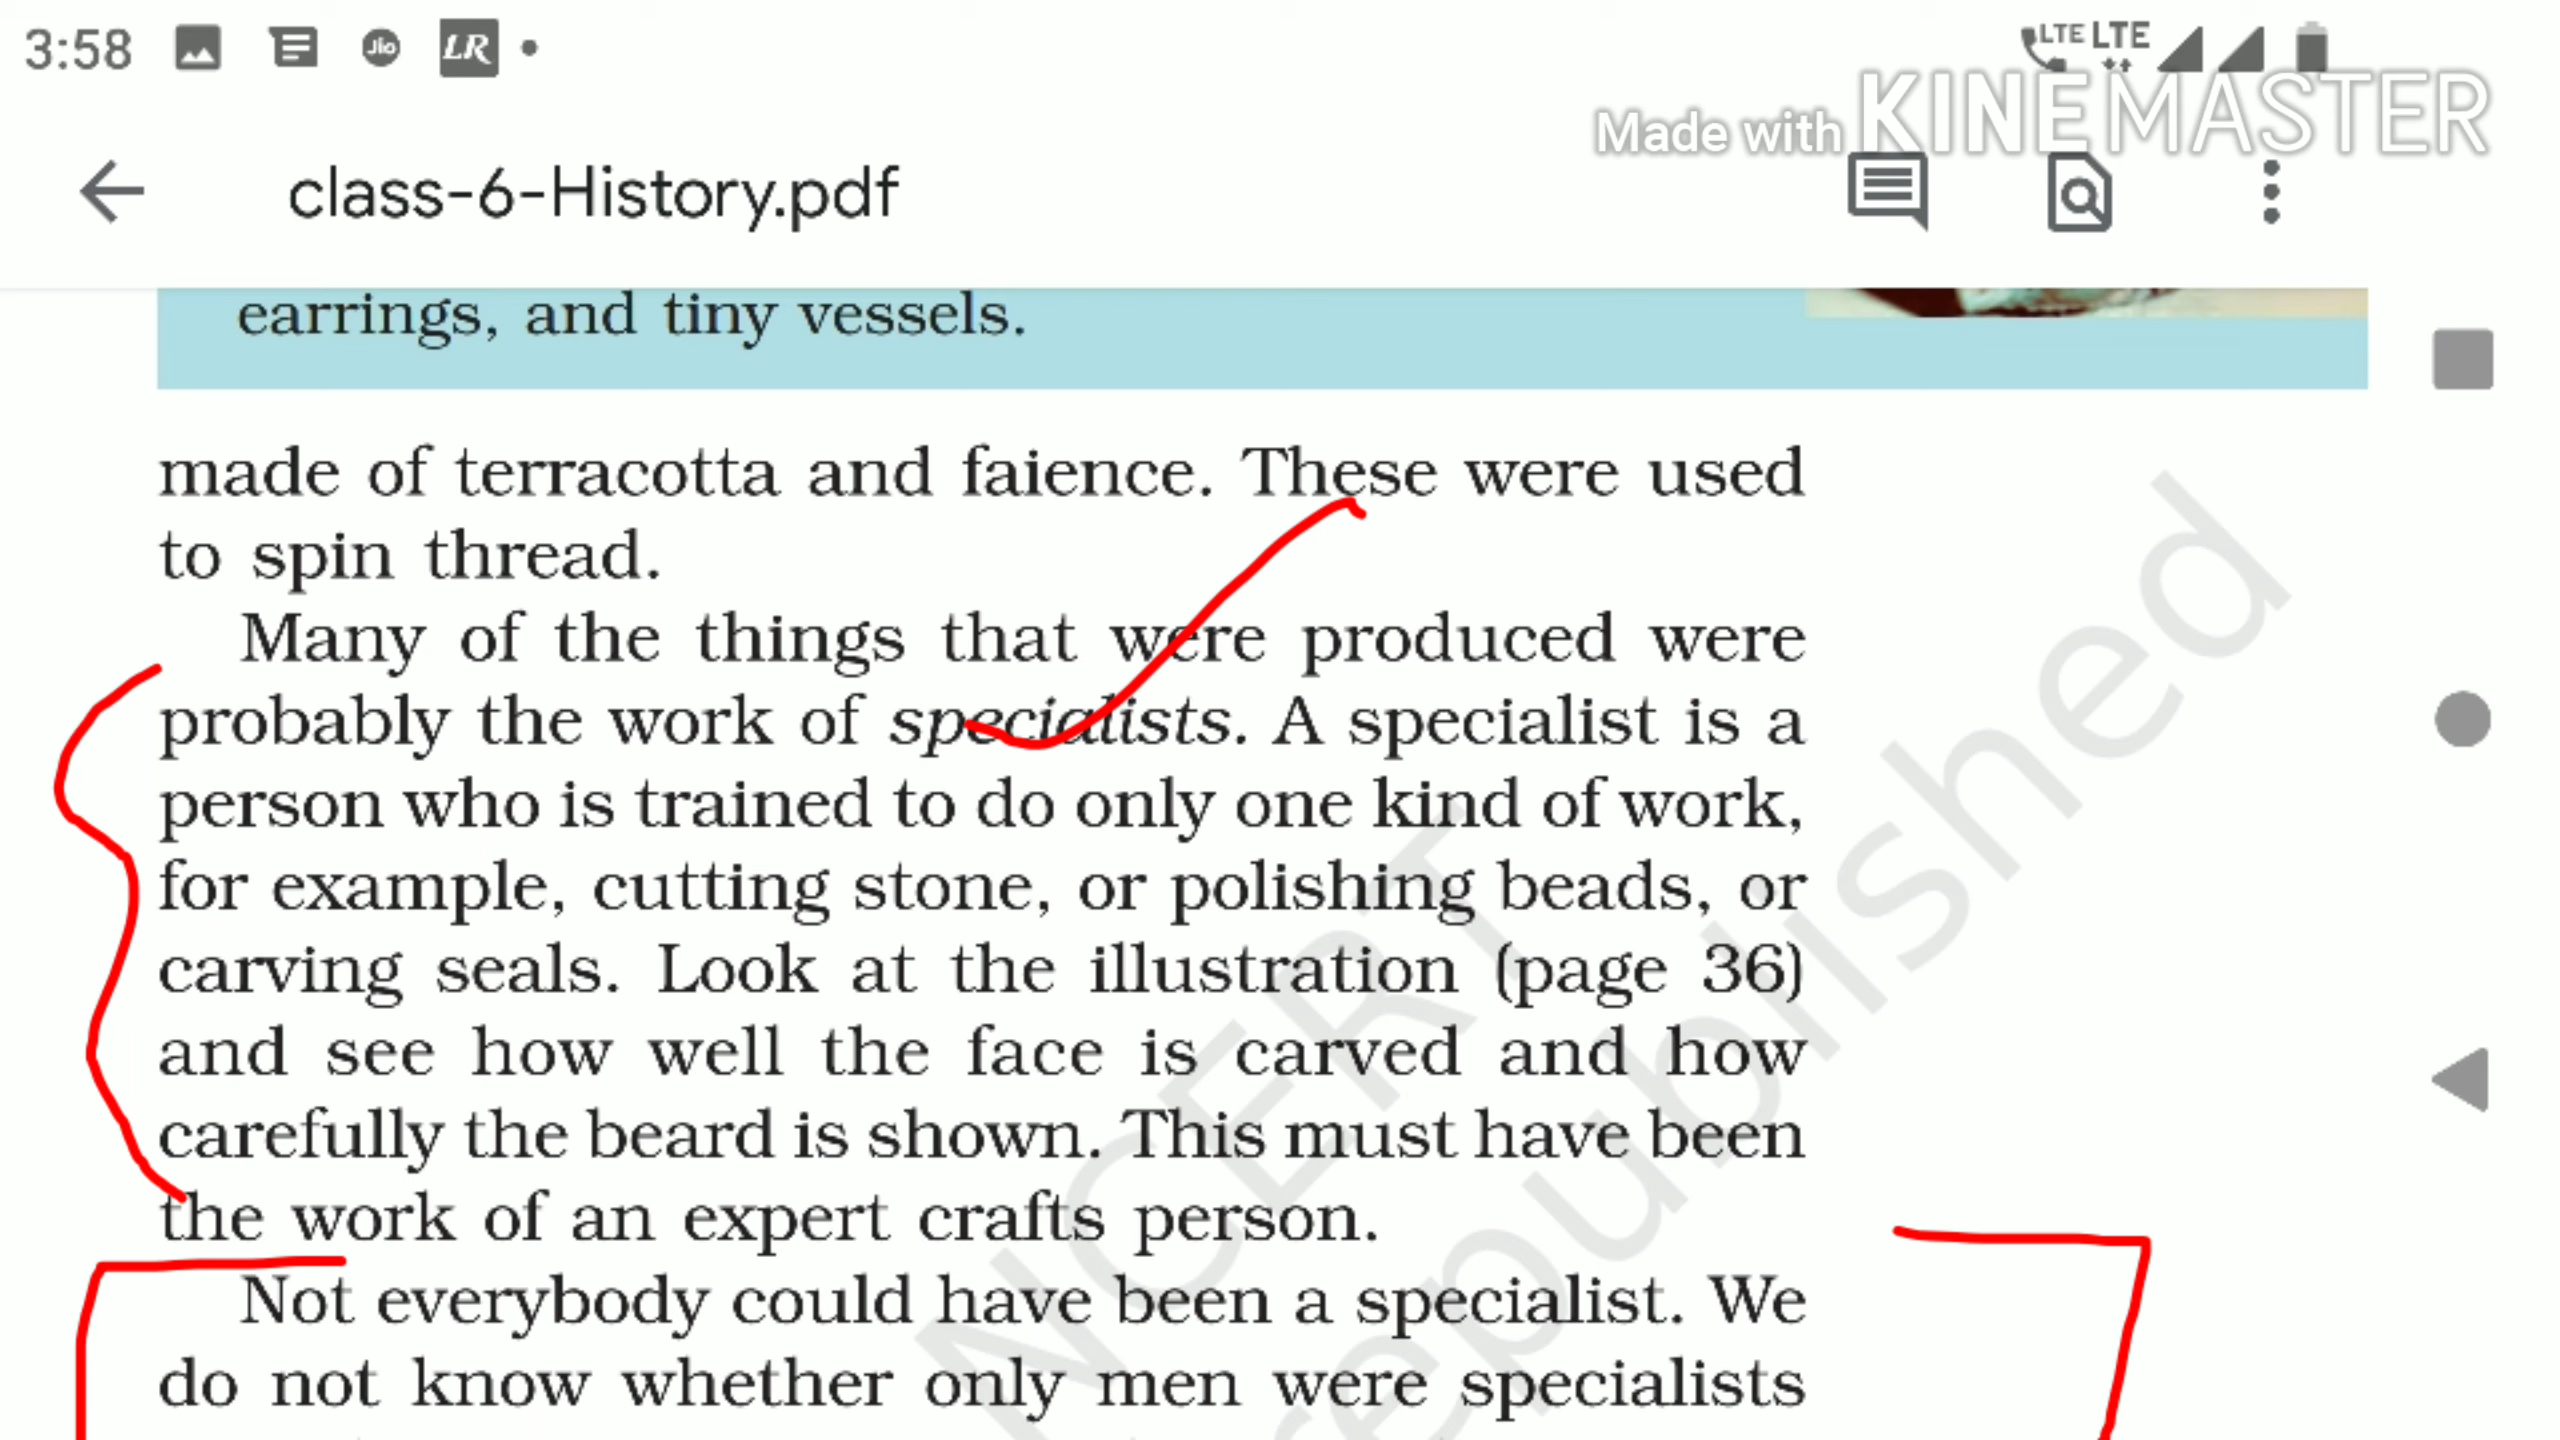 3:58 Jio LR LTE LTE
Made with KINEMASTER
class-6-History.pdf
earrings, and tiny vessels.
made of terracotta and faience. These were used
to spin thread.
Many of the things that were produced were
probably the work of specialists. A specialist is a
person who is trained to do only one kind of work,
for example, cutting stone, or polishing beads, or
carving seals. Look at the illustration (page 36)
and see how well the face is carved and how
carefully the beard is shown. This must have been
the work of an expert crafts person.
Not everybody could have been a specialist. We
do not know whether only men were specialists
NCERT
republished